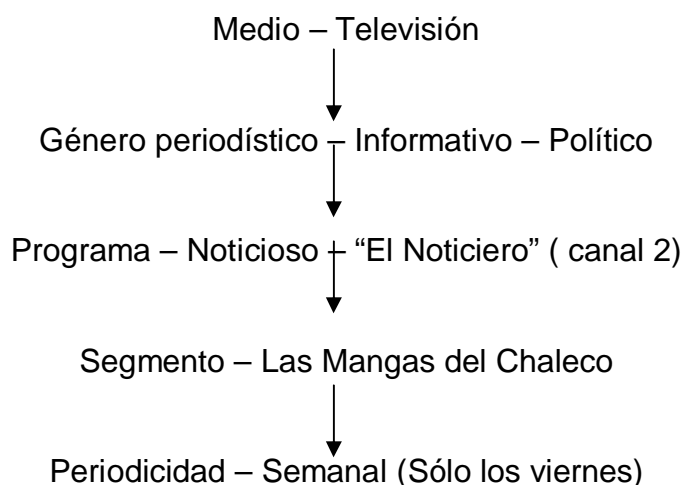 Medio – Televisión
Género periodístico – Informativo – Político
Programa – Noticioso – “El Noticiero” ( canal 2)
Segmento – Las Mangas del Chaleco
Periodicidad – Semanal (Sólo los viernes)